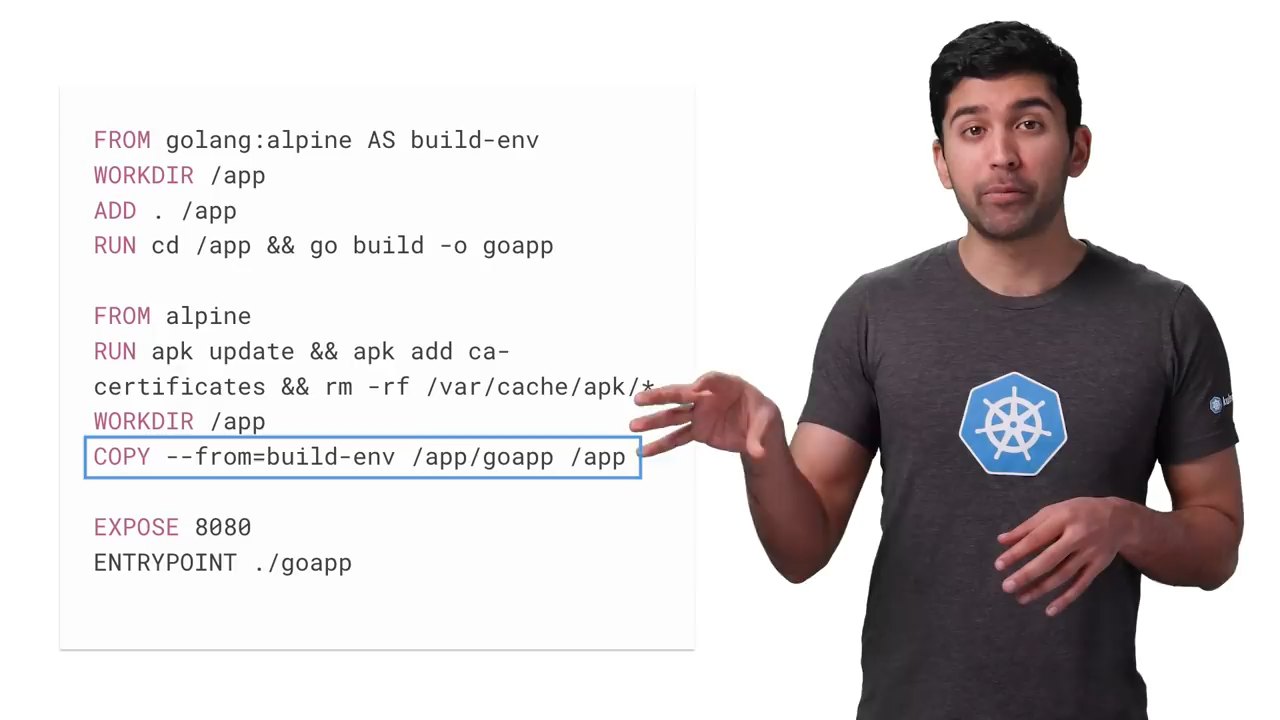 FROM golang:alpine AS build-env
WORKDIR /app
ADD . /app
RUN cd /app && go build -o goapp
FROM alpine
RUN apk update && apk add ca-
certificates && rm -rf /var/cache/apk/*
WORKDIR /app
COPY --from=build-env /app/goapp /app
EXPOSE 8080
ENTRYPOINT ./goapp